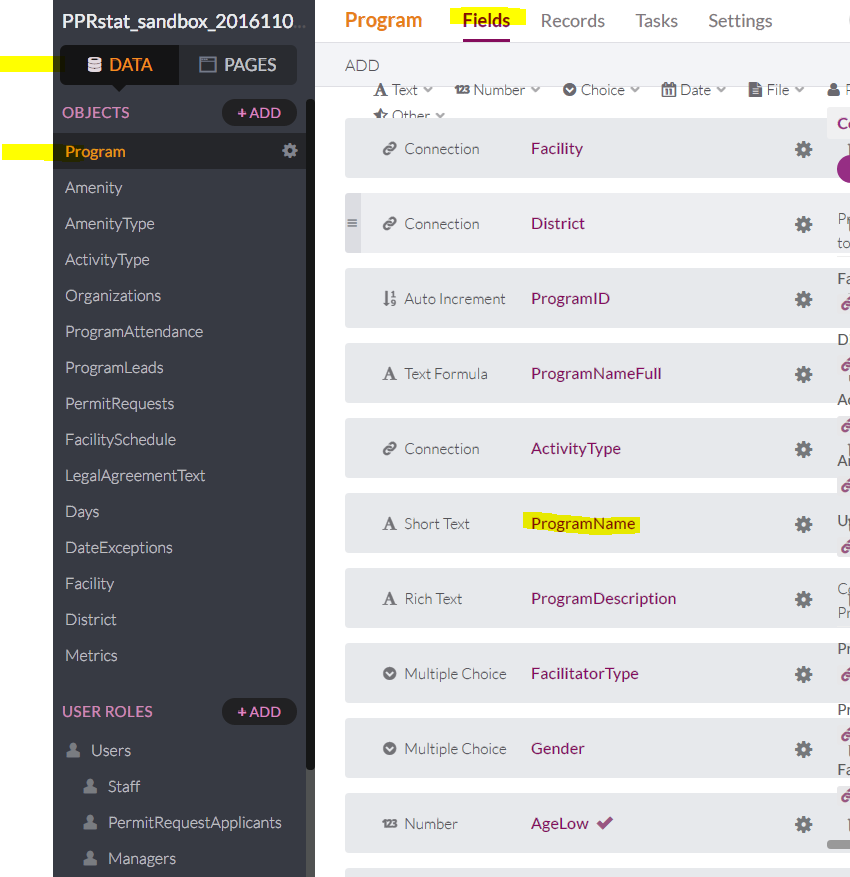 PPRstat_sandbox_2016110...
DATA
PAGES
OBJECTS
+ ADD
Program
Amenity
AmenityType
ActivityType
Organizations
ProgramAttendance
ProgramLeads
PermitRequests
FacilitySchedule
LegalAgreementText
Days
DateExceptions
Facility
District
Metrics
USER ROLES
+ ADD
Users
Staff
PermitRequestApplicants
Managers
Program Fields Records Tasks Settings
ADD
Text 123 Number Choice Date File
Other
Connection Facility
Connection District
Auto Increment ProgramID
Text Formula ProgramNameFull
Connection ActivityType
Short Text ProgramName
Rich Text ProgramDescription
Multiple Choice FacilitatorType
Multiple Choice Gender
123 Number AgeLow